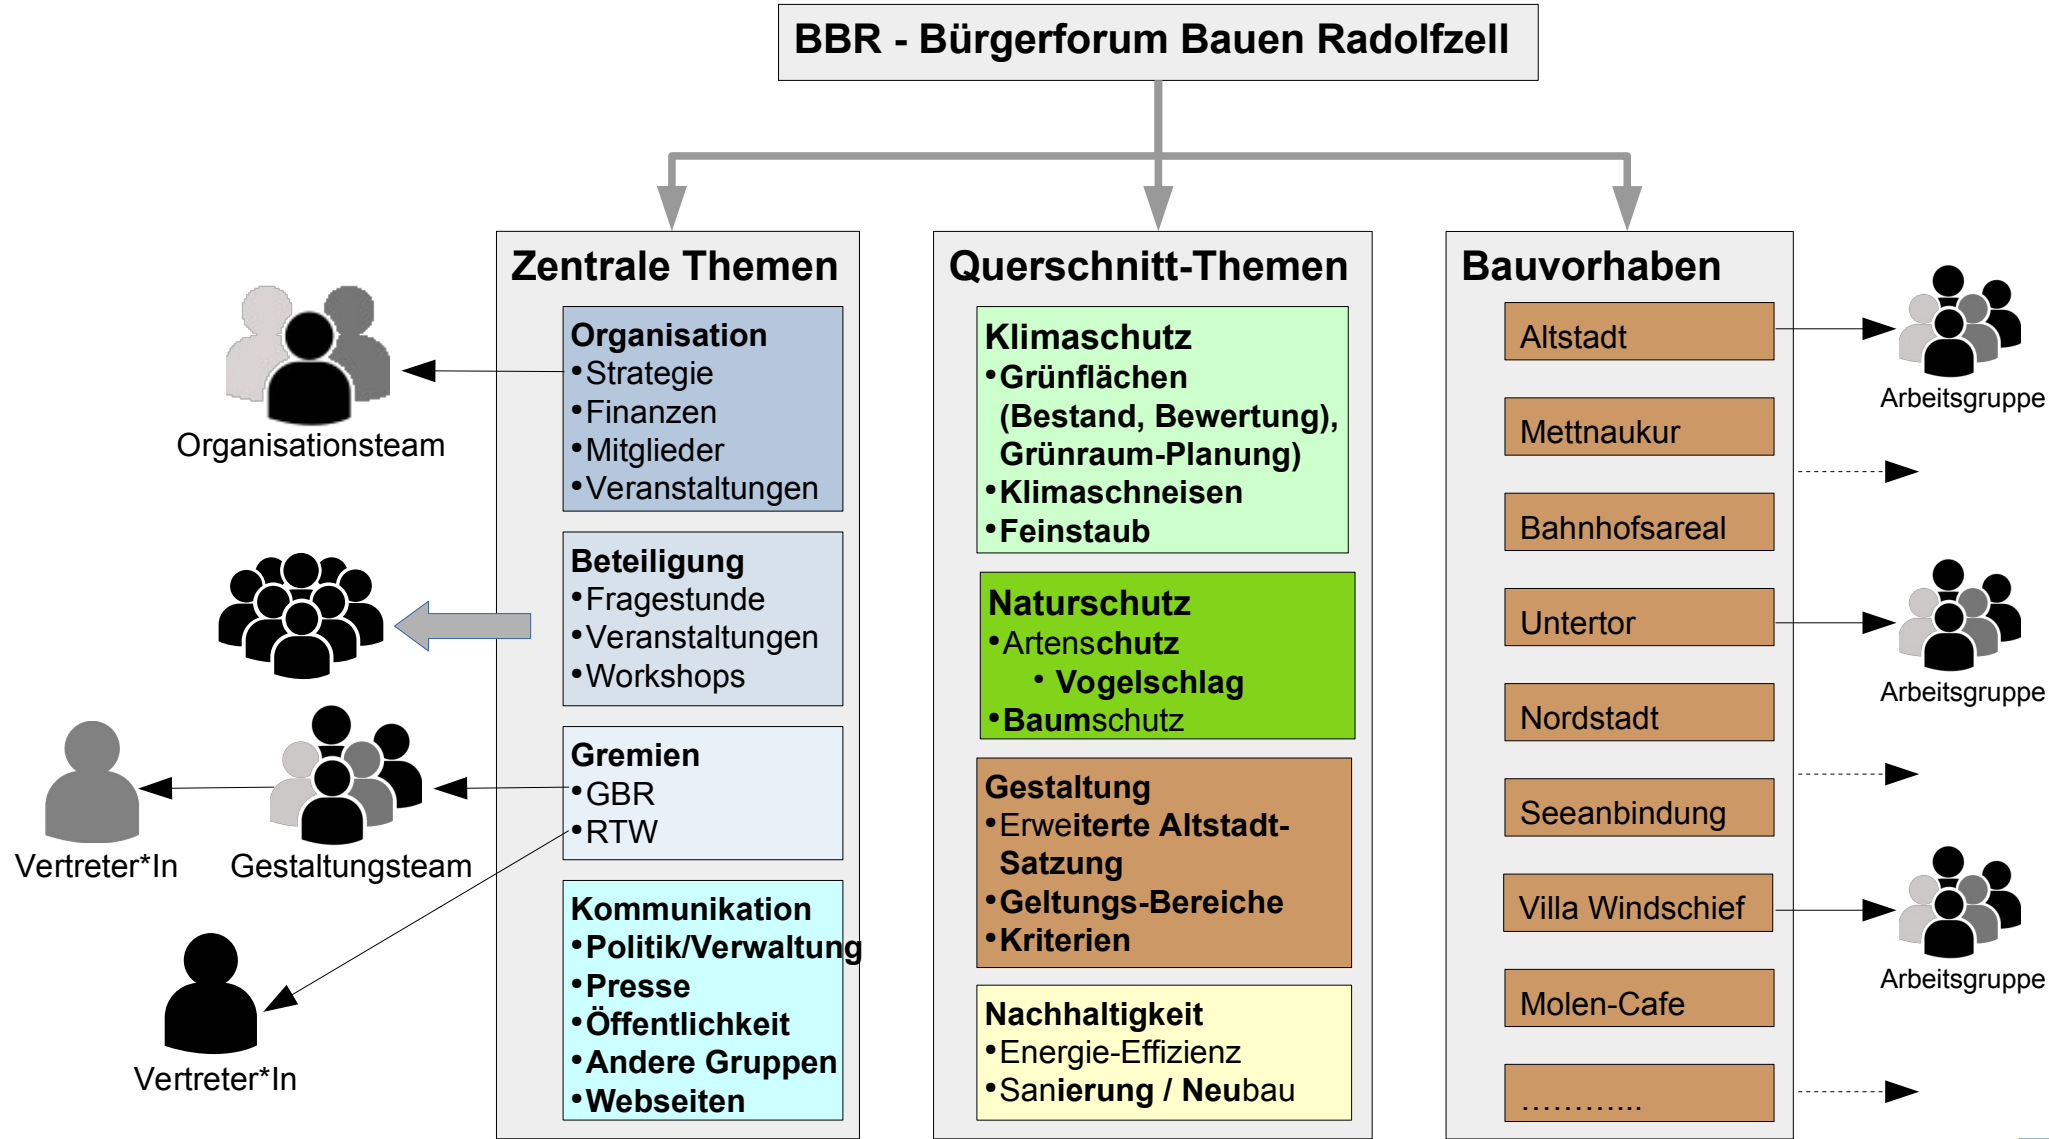 BBR - Bürgerforum Bauen Radolfzell
Zentrale Themen
Organisation
•Strategie
•Finanzen
•Mitglieder
•Veranstaltungen
Organisationsteam
Beteiligung
•Fragestunde
•Veranstaltungen
•Workshops
Gremien
•GBR
•RTW
Vertreter*In
Gestaltungsteam
Vertreter*In
Kommunikation
•Politik/Verwaltung
•Presse
•Öffentlichkeit
•Andere Gruppen
•Webseiten
Querschnitt-Themen
Klimaschutz
•Grünflächen
(Bestand, Bewertung),
Grünraum-Planung)
•Klimaschneisen
•Feinstaub
Naturschutz
•Artenschutz
• Vogelschlag
•Baumschutz
Gestaltung
•Erweiterte Altstadt-
Satzung
•Geltungs-Bereiche
•Kriterien
Nachhaltigkeit
•Energie-Effizienz
•Sanierung / Neubau
Bauvorhaben
Altstadt
Arbeitsgruppe
Mettnaukur
Bahnhofsareal
Untertor
Arbeitsgruppe
Nordstadt
Seeanbindung
Villa Windschief
Arbeitsgruppe
Molen-Cafe
………...